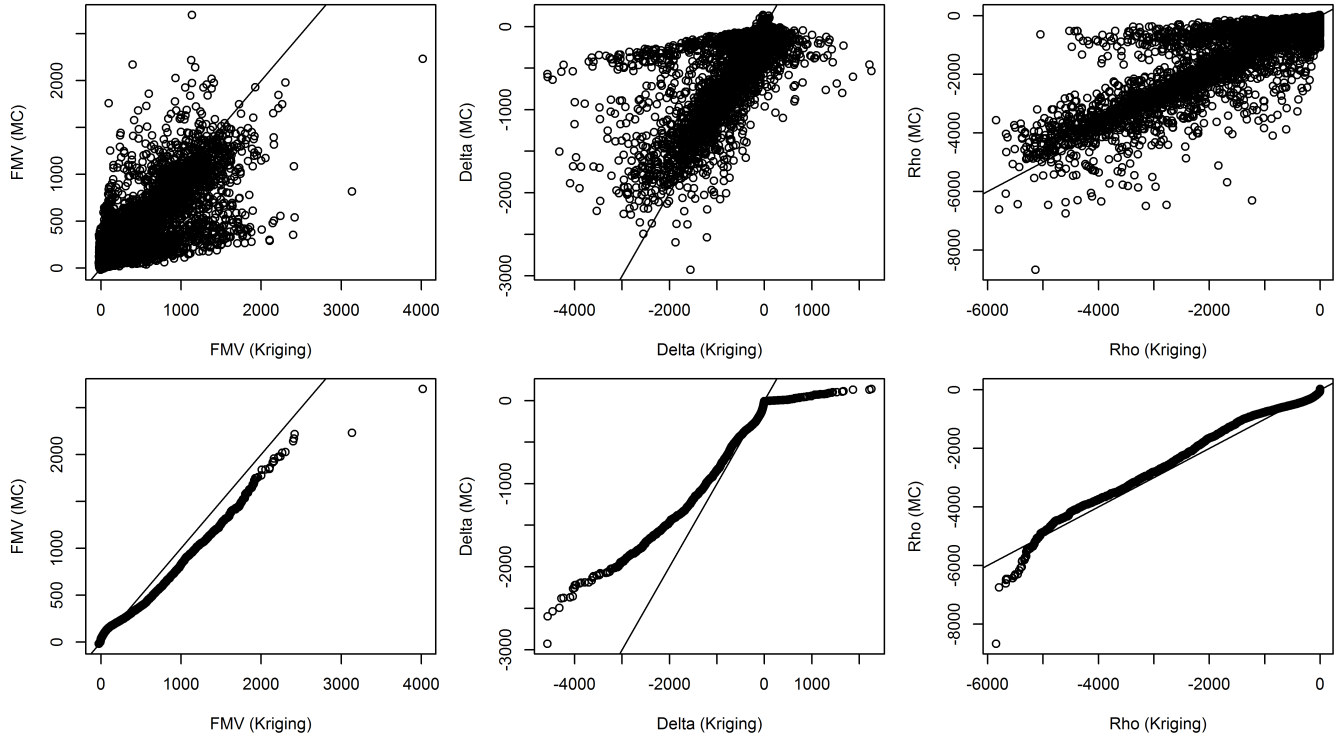 FMV (MC)
2000
1000
500
0
0 1000 2000 3000 4000
FMV (Kriging)
Delta (MC)
0
-1000
-2000
-3000
-4000 -2000 0 1000
Delta (Kriging)
Rho (MC)
0
-2000
-4000
-6000
-8000
-6000 -4000 -2000 0
Rho (Kriging)
FMV (MC)
2000
1000
500
0
0 1000 2000 3000 4000
FMV (Kriging)
Delta (MC)
0
-1000
-2000
-3000
-4000 -2000 0 1000
Delta (Kriging)
Rho (MC)
0
-2000
-4000
-6000
-8000
-6000 -4000 -2000 0
Rho (Kriging)